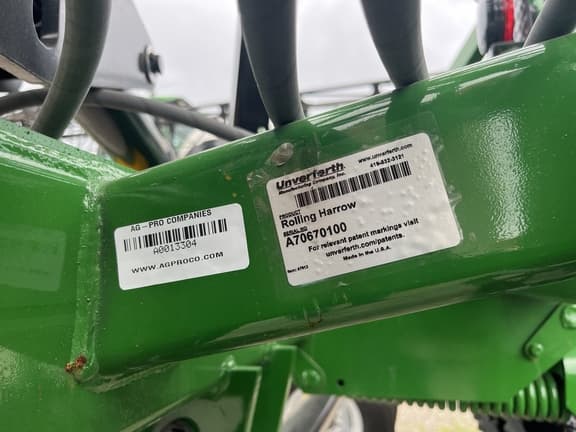 AG-PRO COMPANIES
A0013304
WWW.AGPROCO.COM
Unverferth
Manufacturing Company, Inc.
www.unverferth.com
419-532-3121
PRODUCT
Rolling Harrow
SERIAL NO
A70670100
For relevant patent markings visit
unverferth.com/patents.
Made in the U.S.A.